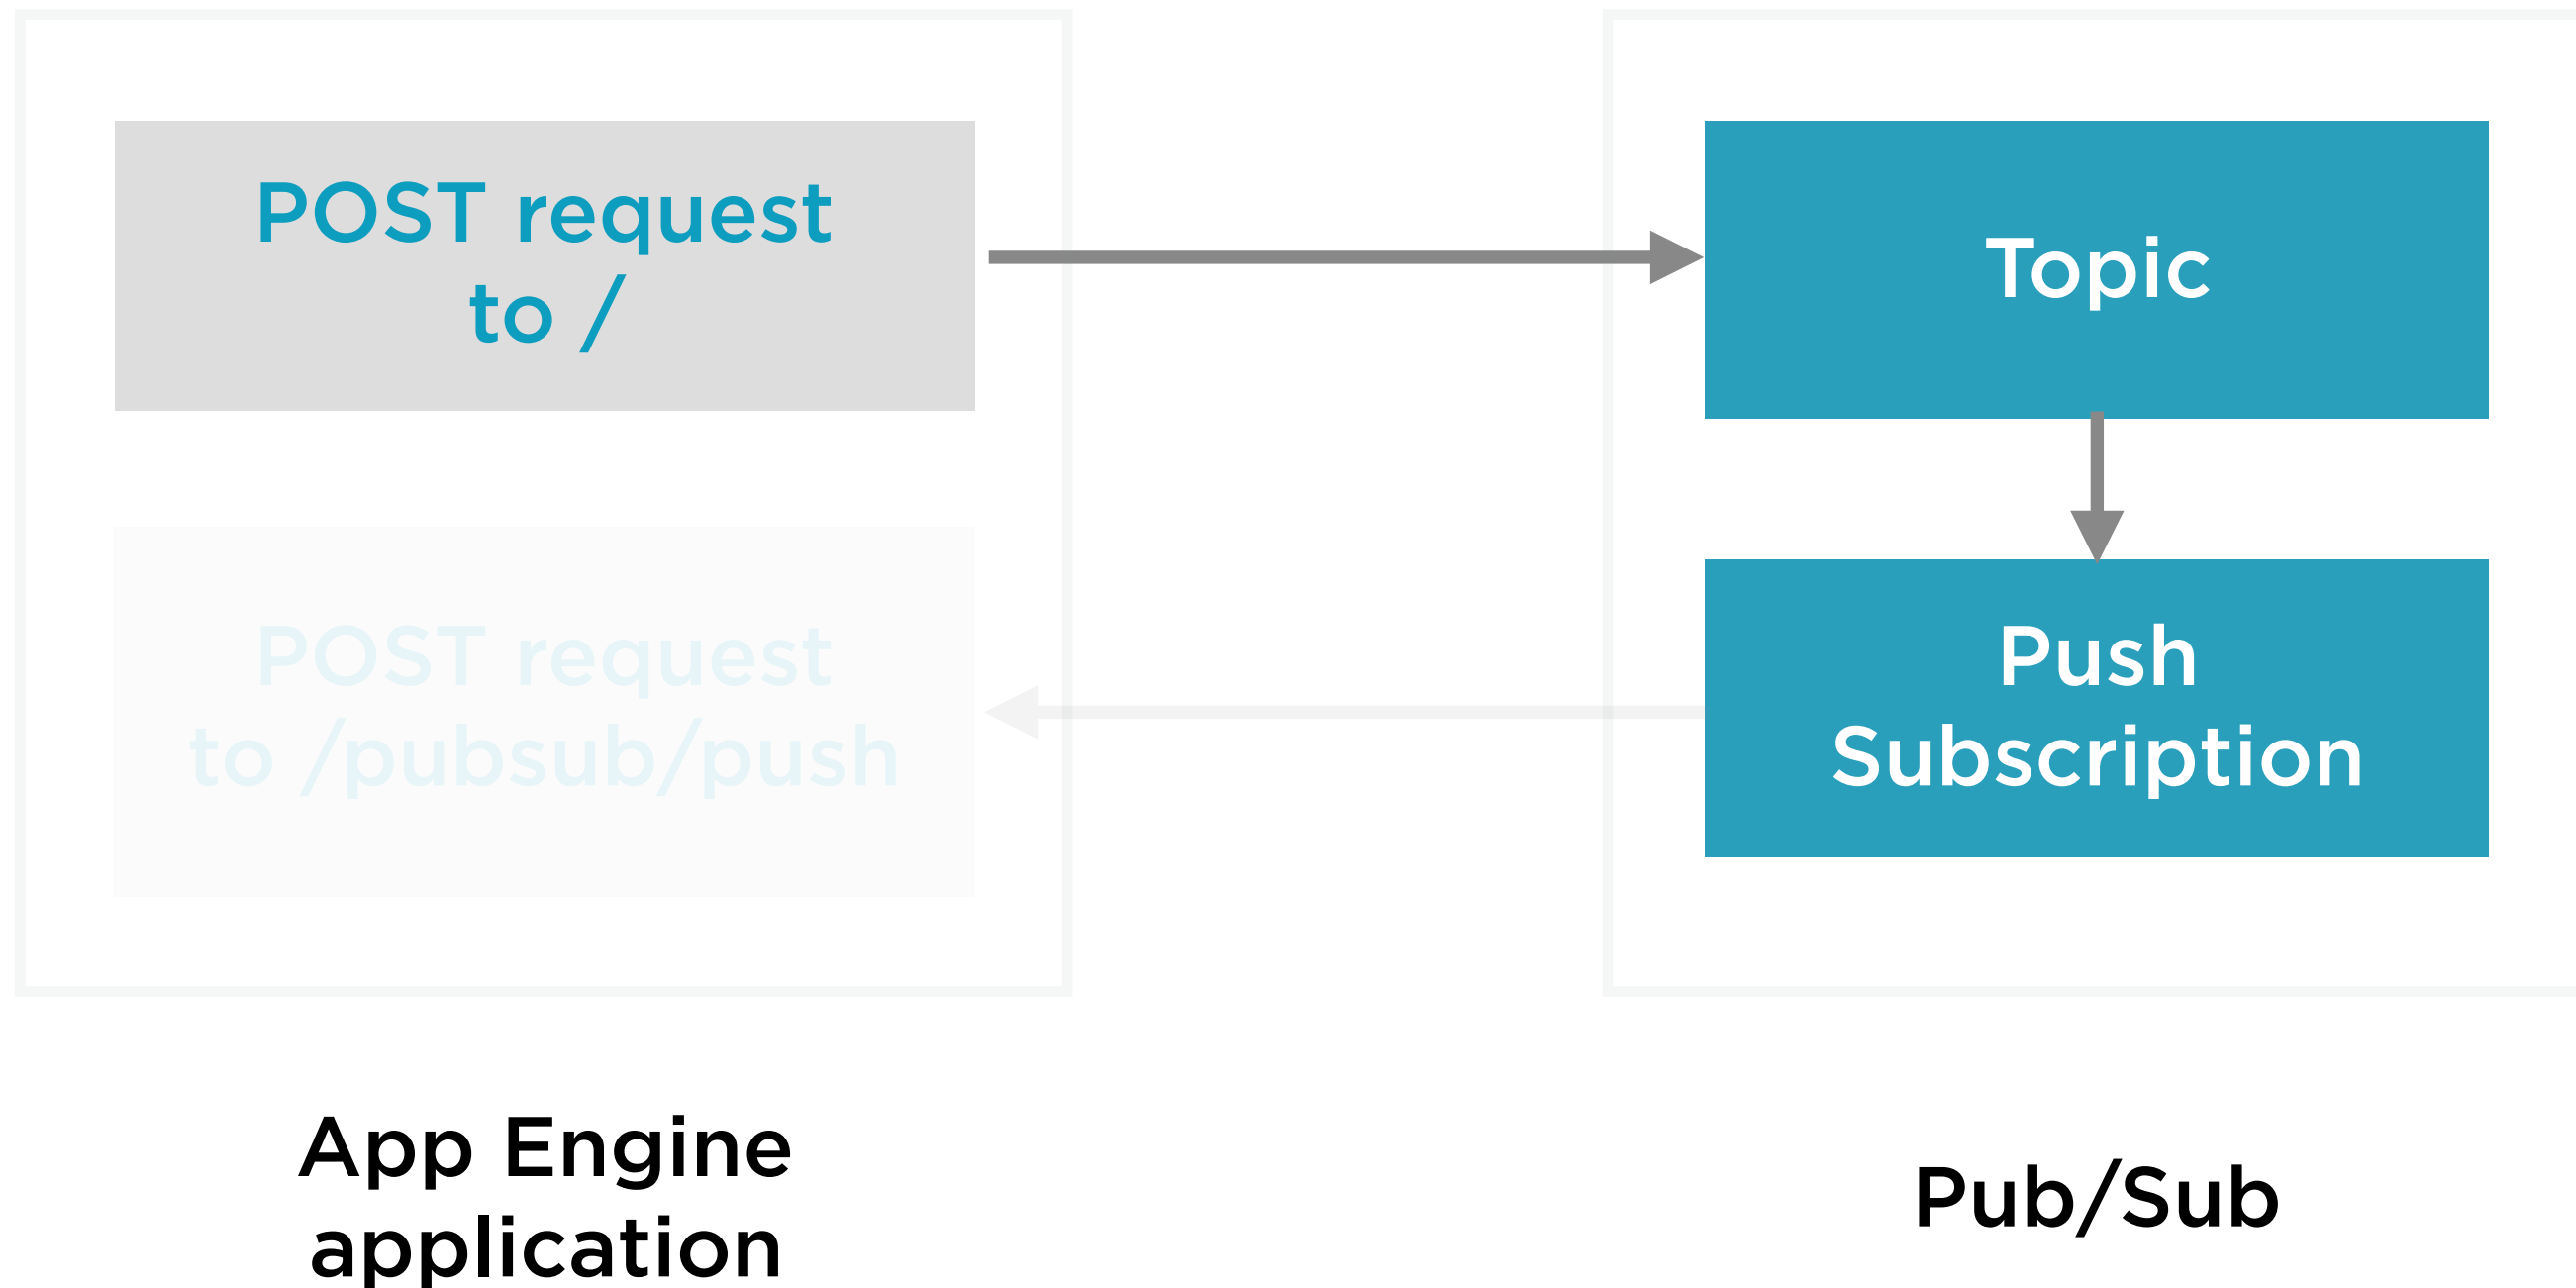 POST request
to /
Topic
POST request
to /pubsub/push
Push
Subscription
App Engine
application
Pub/Sub